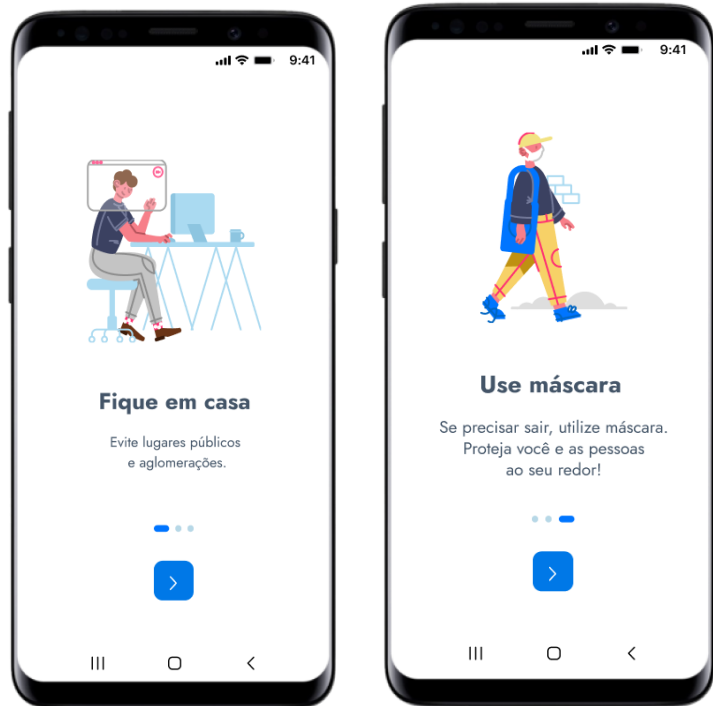 9:41
Fique em casa
Evite lugares públicos
e aglomerações.
9:41
Use máscara
Se precisar sair, utilize máscara.
Proteja você e as pessoas
ao seu redor!